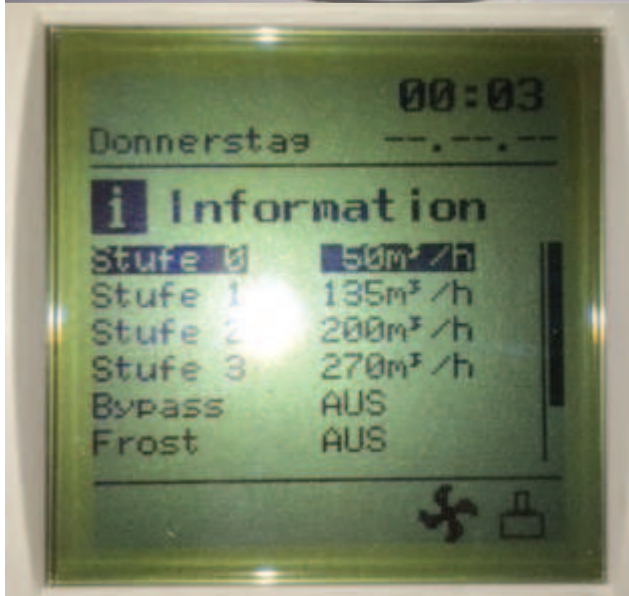 00:03
Donnerstag --.--.--
i Information
Stufe 0 50m³/h
Stufe 1 135m³/h
Stufe 2 200m³/h
Stufe 3 270m³/h
Bypass AUS
Frost AUS